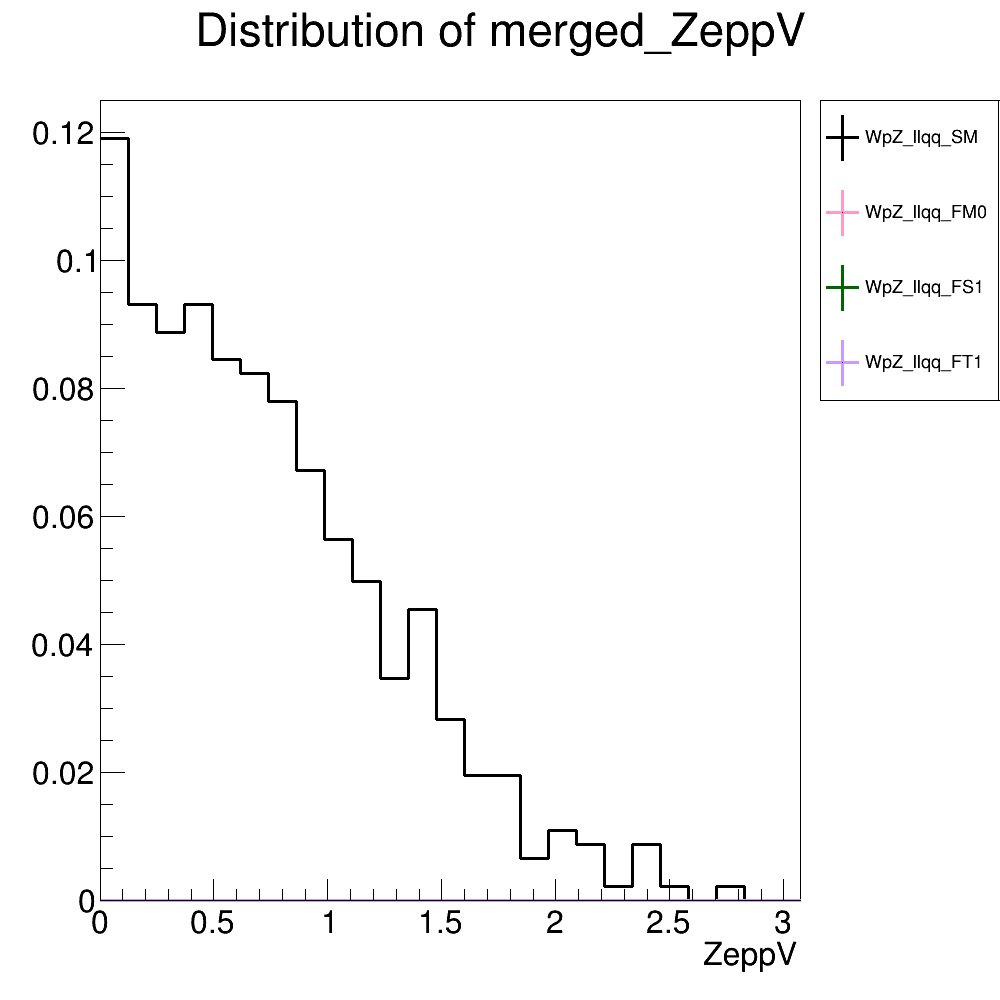 Distribution of merged_ZeppV
0.12
0.1
0.08
0.06
0.04
0.02
0
0 0.5 1 1.5 2 2.5 3
ZeppV
WpZ_llqq_SM
WpZ_llqq_FM0
WpZ_llqq_FS1
WpZ_llqq_FT1